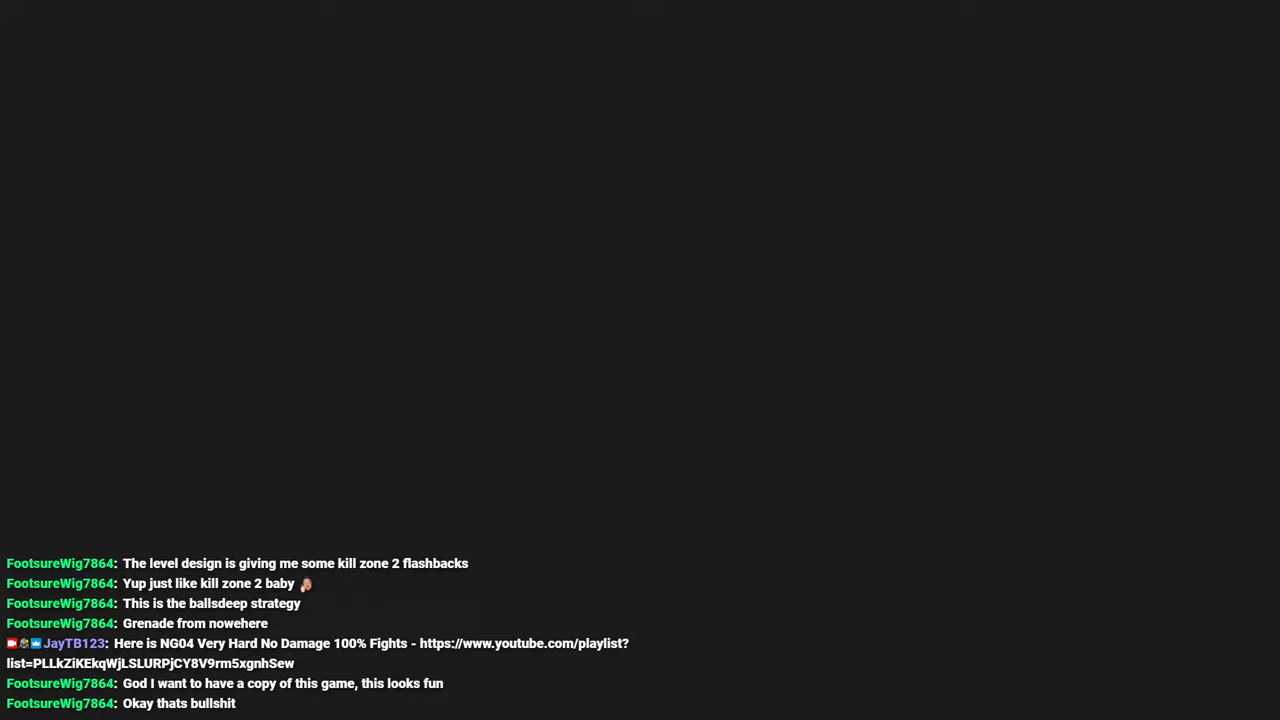 FootsureWig7864: The level design is giving me some kill zone 2 flashbacks
FootsureWig7864: Yup just like kill zone 2 baby
FootsureWig7864: This is the ballsdeep strategy
FootsureWig7864: Grenade from nowehere
JayTB123: Here is NG04 Very Hard No Damage 100% Fights - https://www.youtube.com/playlist?
list=PLLkZiKEkqWjLSLURPjCY8V9rm5xgnhSew
FootsureWig7864: God I want to have a copy of this game, this looks fun
FootsureWig7864: Okay thats bullshit